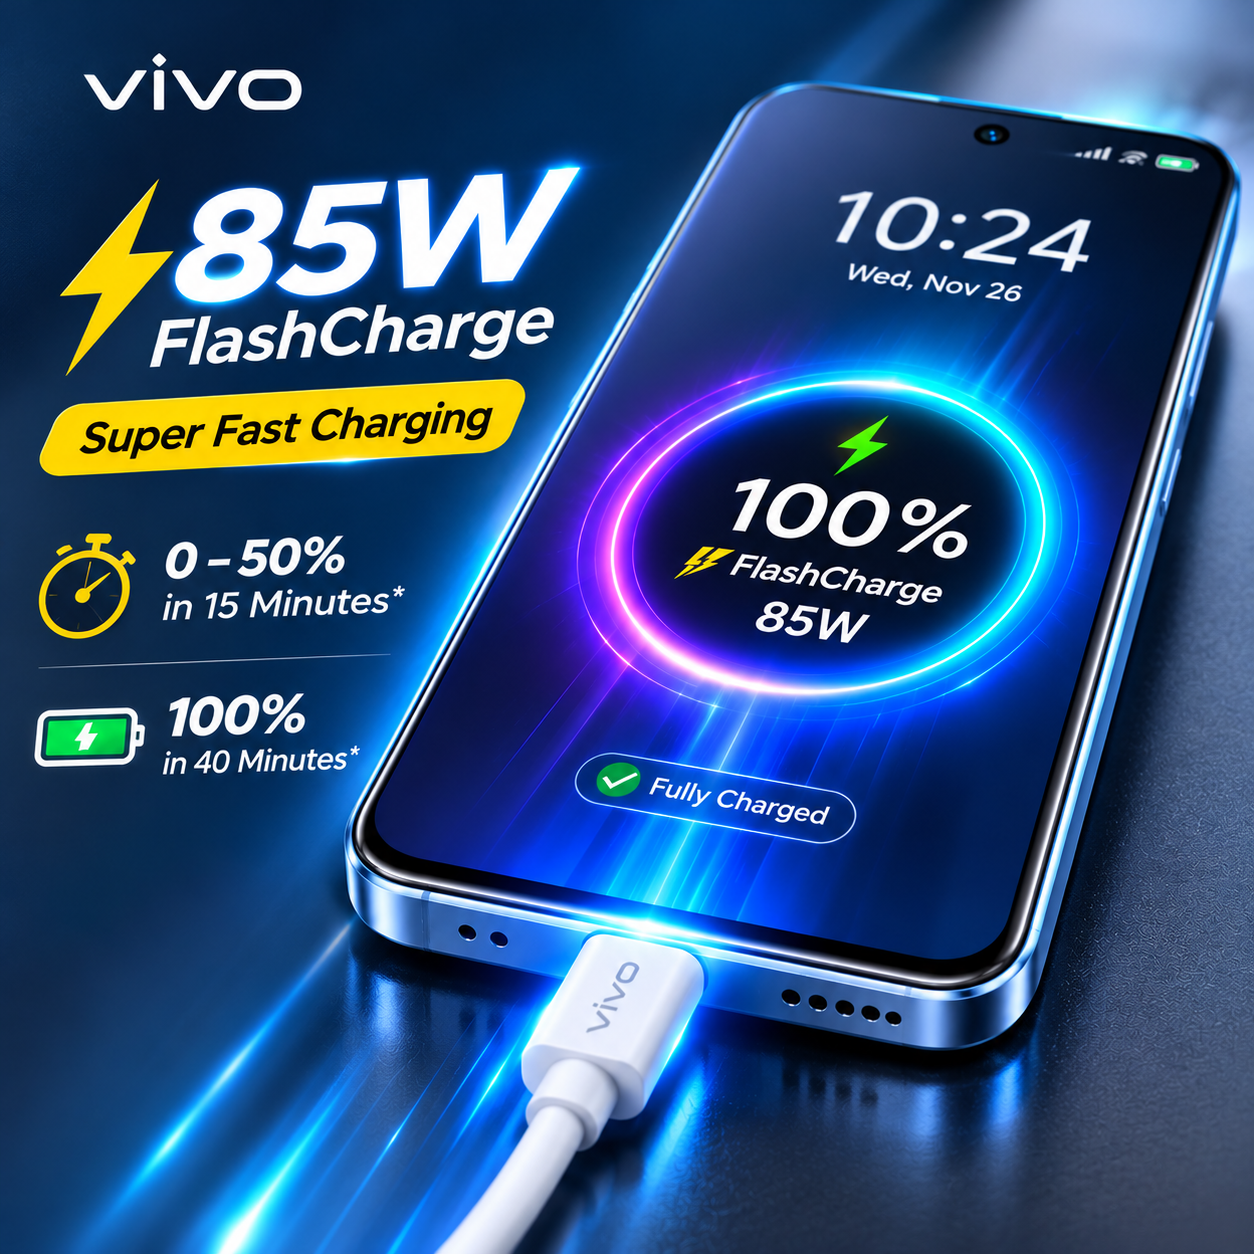 vivo
85W
FlashCharge
Super Fast Charging
0-50%
in 15 Minutes*
100%
in 40 Minutes*
10:24
Wed, Nov 26
100%
FlashCharge
85W
Fully Charged
vivo